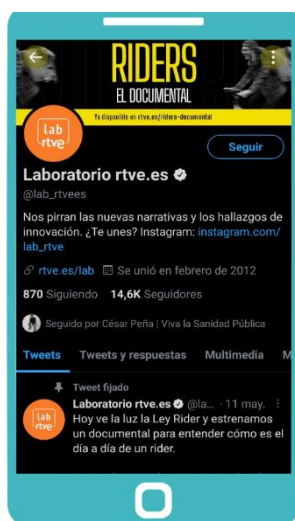 RIDERS
EL DOCUMENTAL
Ya disponible en rtve.es/riders-documental
Lab
rtve
Seguir
Laboratorio rtve.es
@lab_rtvees
Nos pirran las nuevas narrativas y los hallazgos de
innovación. ¿Te unes? Instagram: instagram.com/
lab_rtve
rtve.es/lab Se unió en febrero de 2012
870 Siguiendo 14,6K Seguidores
Seguido por César Peña | Viva la Sanidad Pública
Tweets Tweets y respuestas Multimedia M
Tweet fijado
Laboratorio rtve.es @la... · 11 may.
Lab
rtve
Hoy ve la luz la Ley Rider y estrenamos
un documental para entender cómo es el
día a día de un rider.